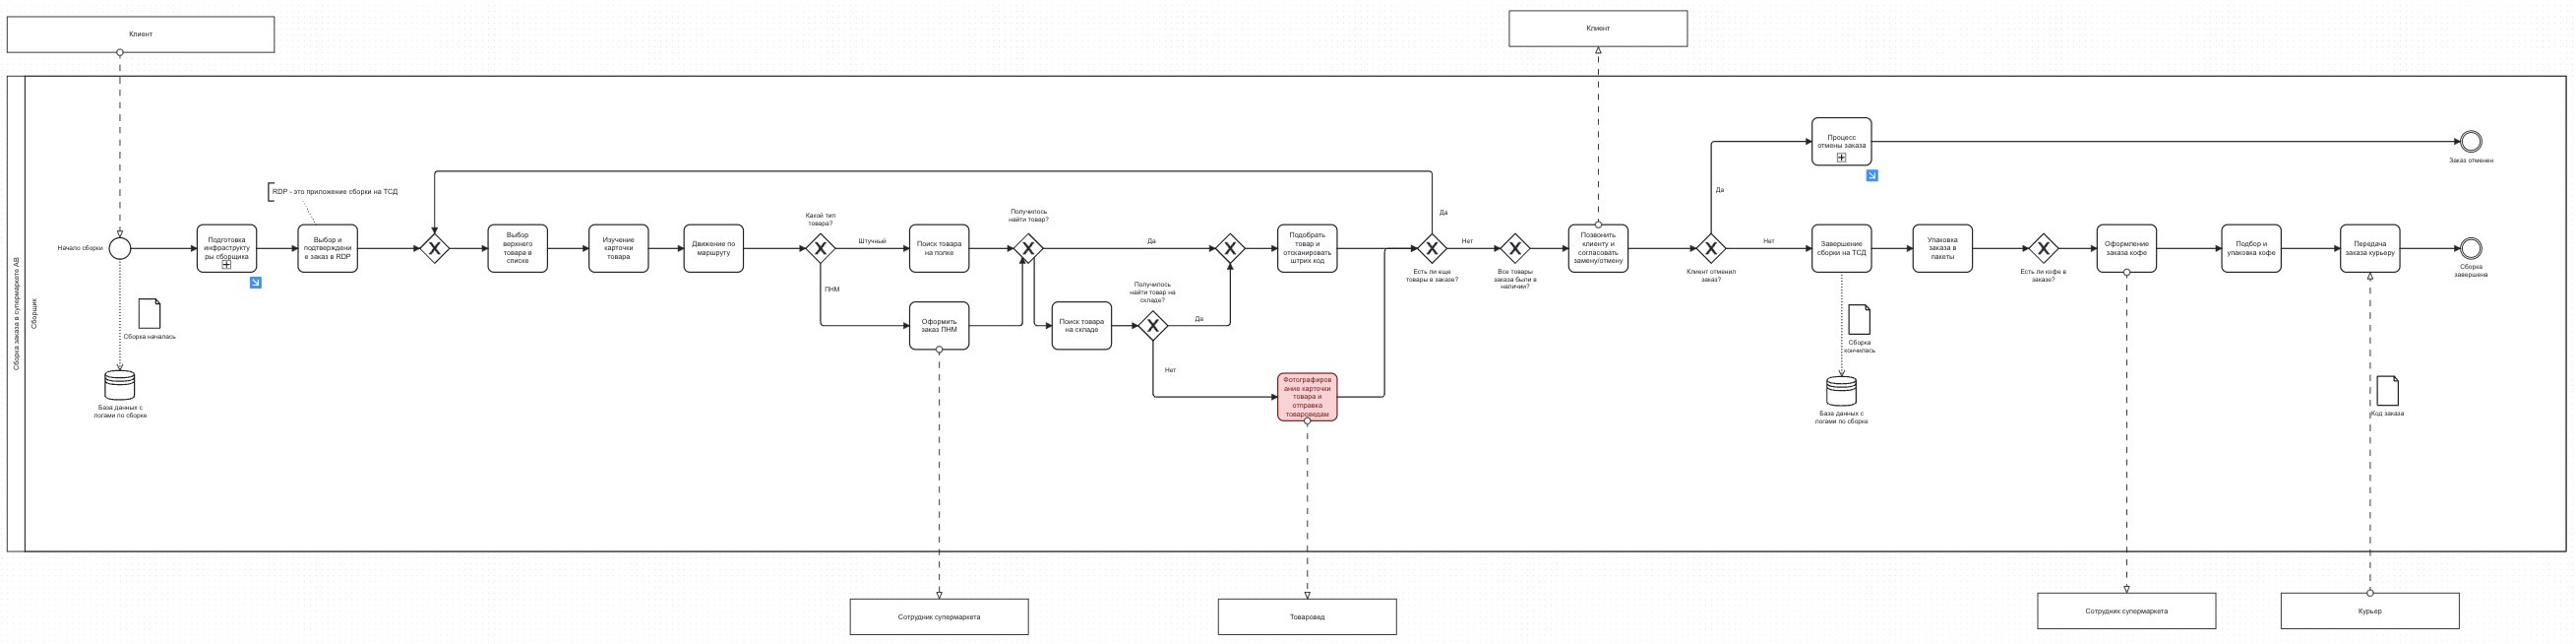 Клиент
Клиент
Сборка заказа в супермаркете АВ
Сборщик
Начало сборки
Сборка началась
База данных с
логами по сборке
Подготовка
инфраструкту
ры сборщика
RDP - это приложение сборки на ТСД
Выбор и
подтверждени
е заказ в RDP
Выбор
верхнего
товара в
списке
Изучение
карточки
товара
Движение по
маршруту
Какой тип
товара?
Штучный
ПНМ
Поиск товара
на полке
Оформить
заказ ПНМ
Получилось
найти товар?
Да
Поиск товара
на складе
Получилось
найти товар на
складе?
Да
Нет
Подобрать
товар и
отсканировать
штрих код
Фотографиров
ание карточки
товара и
отправка
товароведам
Да
Есть ли еще
товары в заказе?
Нет
Все товары
заказа были в
наличии?
Позвонить
клиенту и
согласовать
замену/отмену
Клиент отменил
заказ?
Да
Нет
Процесс
отмены заказа
Заказ отменен
Завершение
сборки на ТСД
Сборка
кончилась
База данных с
логами по сборке
Упаковка
заказа в
пакеты
Есть ли кофе в
заказе?
Оформление
заказа кофе
Подбор и
упаковка кофе
Передача
заказа курьеру
Код заказа
Сборка
завершена
Сотрудник супермаркета
Товаровед
Сотрудник супермаркета
Курьер